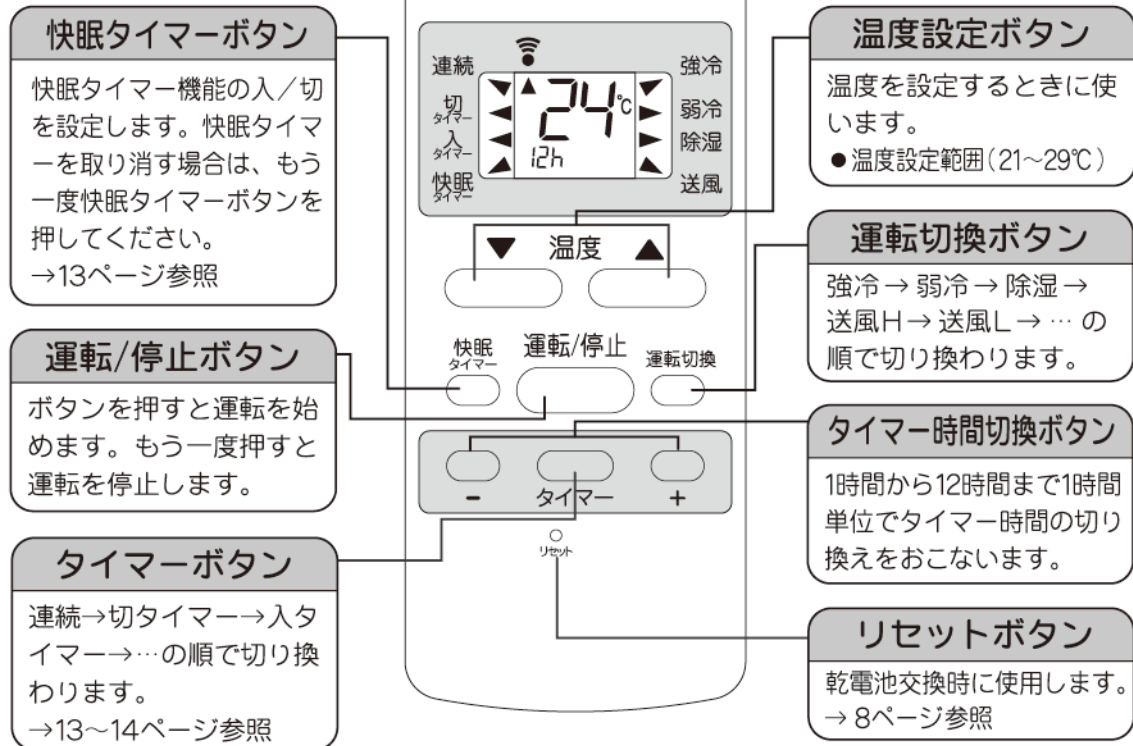 快眠タイマーボタン
快眠タイマー機能の入／切
を設定します。快眠タイマ
ーを取り消す場合は、もう
一度快眠タイマーボタンを
押してください。
→13ページ参照
運転/停止ボタン
ボタンを押すと運転を始
めます。もう一度押すと
運転を停止します。
タイマーボタン
連続→切タイマー→入タ
イマー→…の順で切り換
わります。
→13～14ページ参照
連続
切
タイマー
入
タイマー
快眠
タイマー
24℃
12h
強冷
弱冷
除湿
送風
▼ 温度 ▲
快眠
タイマー
運転/停止
運転切換
− タイマー +
リセット
温度設定ボタン
温度を設定するときに使
います。
●温度設定範囲（21～29℃）
運転切換ボタン
強冷→弱冷→除湿→
送風H→送風L→…の
順で切り換わります。
タイマー時間切換ボタン
1時間から12時間まで1時間
単位でタイマー時間の切り
換えをおこないます。
リセットボタン
乾電池交換時に使用します。
→8ページ参照